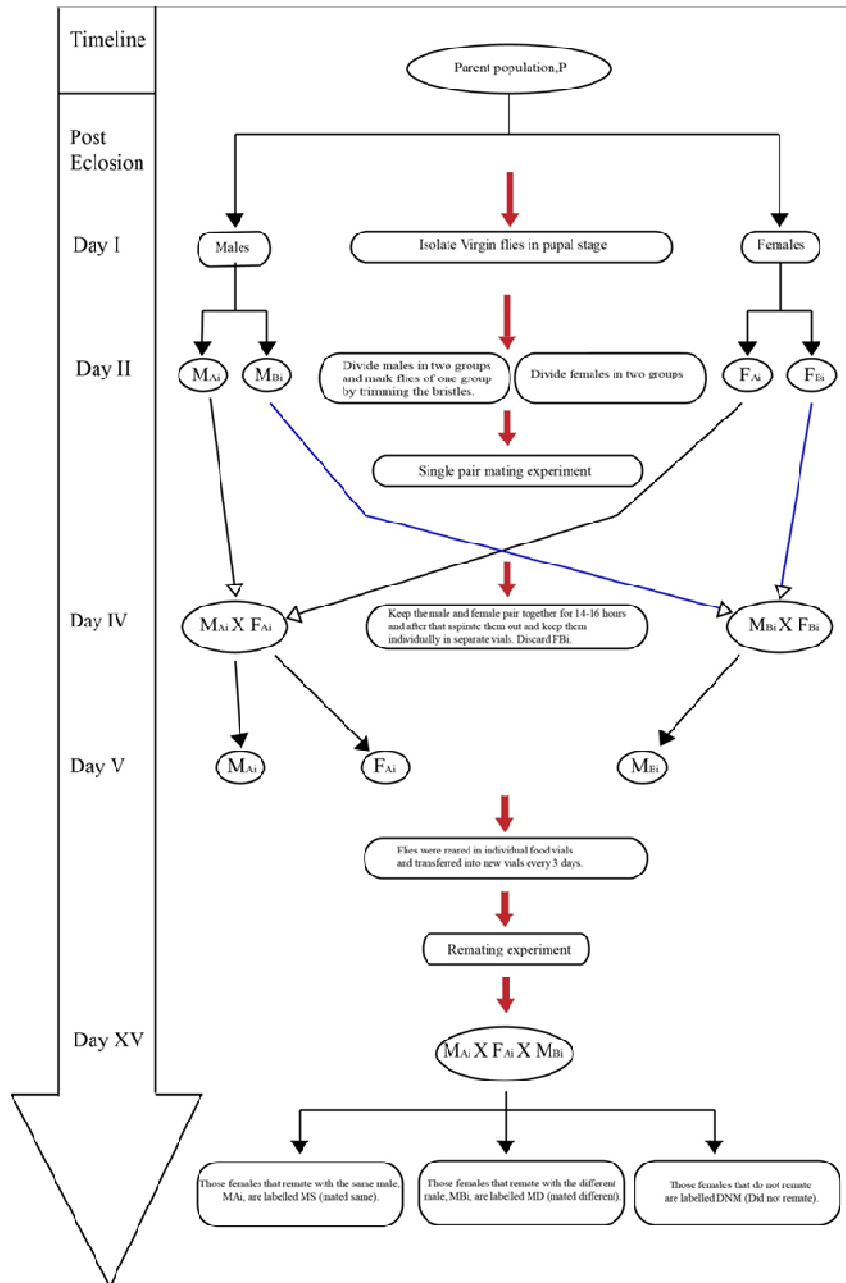 Timeline
Parent population,P
Post
Eclosion
Day I
Males
Isolate Virgin flies in pupal stage
Females
Day II
MAi
MBi
Divide males in two groups
and mark flies of one group
by trimming the bristles.
Divide females in two groups
FAi
FBi
Single pair mating experiment
Day IV
MAi X FAi
Keep the male and female pair together for 14-16 hours
and after that aspirate them out and keep them
individually in separate vials. Discard FBi.
MBi X FBi
Day V
MAi
FAi
MBi
Flies were reared in individual food vials
and transferred into new vials every 3 days.
Remating experiment
Day XV
MAi X FAi X MBi
Those females that remate with the same male,
MAi, are labelled MS (mated same).
Those females that remate with the different
male, MBi, are labelled MD (mated different).
Those females that do not remate
are labelled DNM (Did not remate).